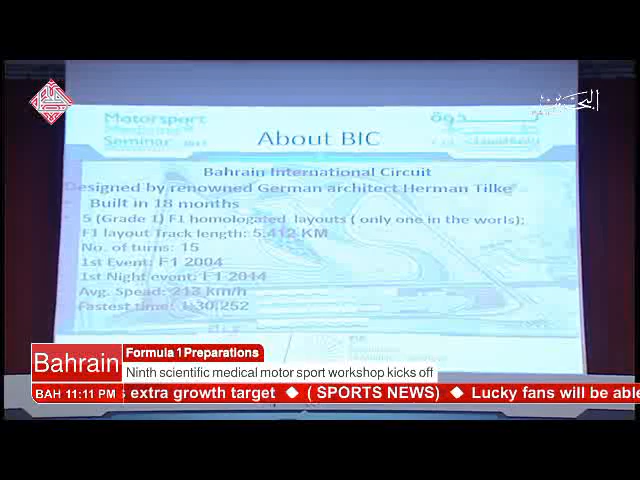 البحرين
Motorsport
Medicine
Seminar
About BIC
Bahrain International Circuit
Designed by renowned German architect Herman Tilke
Built in 18 months
5 (Grade 1) F1 homologated layouts ( only one in the worls);
F1 layout Track length: 5.412 KM
No. of turns: 15
1st Event: F1 2004
1st Night event: F1 2014
Avg. Spead: 213 km/h
Fastest time: 1:30.252
Formula 1 Preparations
Bahrain
Ninth scientific medical motor sport workshop kicks off
BAH 11:11 PM
extra growth target ◆ ( SPORTS NEWS) ◆ Lucky fans will be able